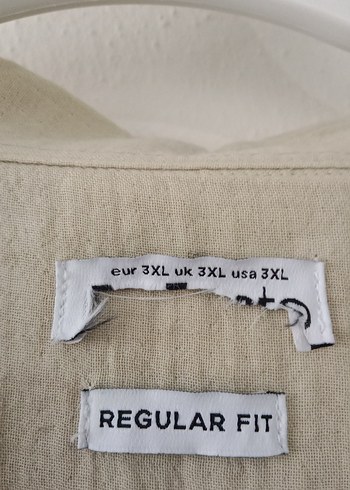 eur 3XL uk 3XL usa 3XL
REGULAR FIT